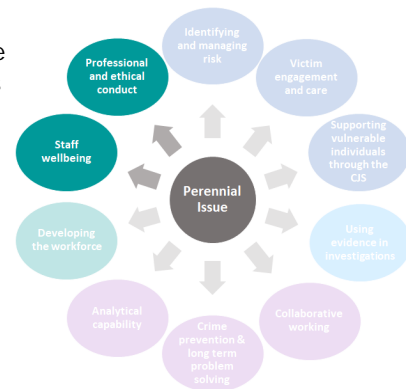 e
Identifying
and managing
risk
Professional
and ethical
conduct
Victim
engagement
and care
Staff
wellbeing
Supporting
vulnerable
individuals
through the
CJS
Perennial
Issue
Developing
the workforce
Using
evidence in
investigations
Analytical
capability
Collaborative
working
Crime
prevention &
long term
problem
solving